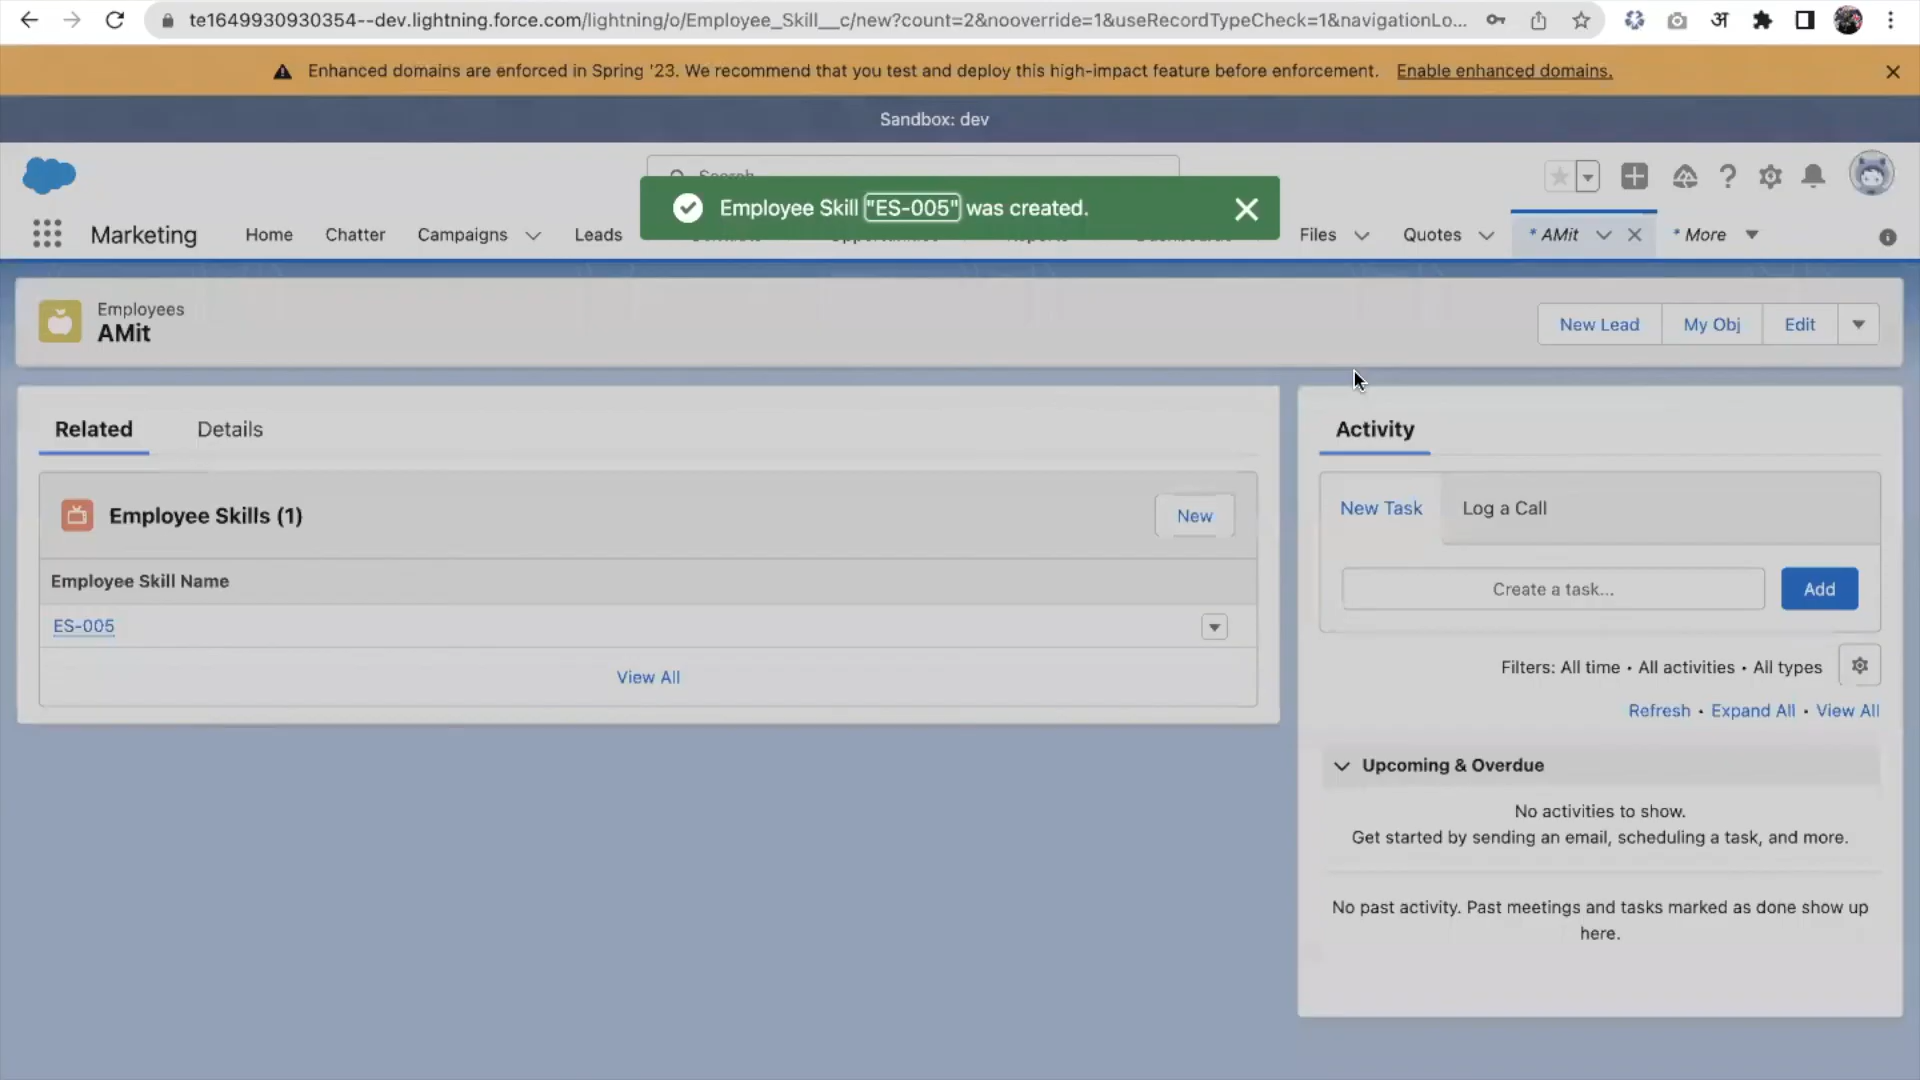 te1649930930354--dev.lightning.force.com/lightning/o/Employee_Skill__c/new?count=2&nooverride=1&useRecordTypeCheck=1&navigationLo...
Enhanced domains are enforced in Spring '23. We recommend that you test and deploy this high-impact feature before enforcement. Enable enhanced domains.
Sandbox: dev
Search
Employee Skill "ES-005" was created.
Marketing Home Chatter Campaigns Leads Files Quotes * AMit * More
Employees
AMit
New Lead My Obj Edit
Related Details
Employee Skills (1)
New
Employee Skill Name
ES-005
View All
Activity
New Task Log a Call
Create a task... Add
Filters: All time • All activities • All types
Refresh • Expand All • View All
Upcoming & Overdue
No activities to show.
Get started by sending an email, scheduling a task, and more.
No past activity. Past meetings and tasks marked as done show up
here.